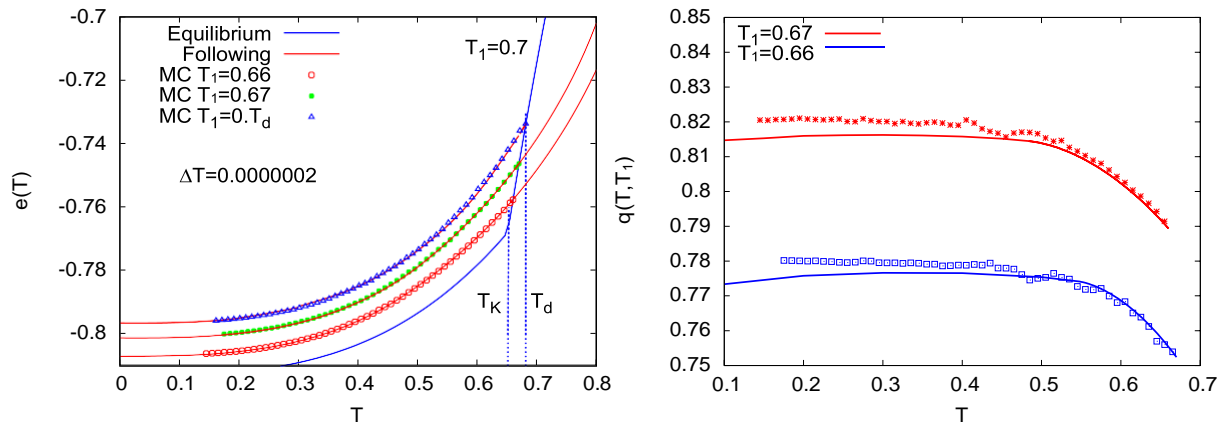 -0.7
-0.72
-0.74
-0.76
-0.78
-0.8
e(T)
Equilibrium
Following
MC T1=0.66
MC T1=0.67
MC T1=0.Td
T1=0.7
ΔT=0.0000002
TK
Td
0 0.1 0.2 0.3 0.4 0.5 0.6 0.7 0.8
T
0.85
0.84
0.83
0.82
0.81
0.8
0.79
0.78
0.77
0.76
0.75
q(T,T1)
T1=0.67
T1=0.66
0.1 0.2 0.3 0.4 0.5 0.6 0.7
T